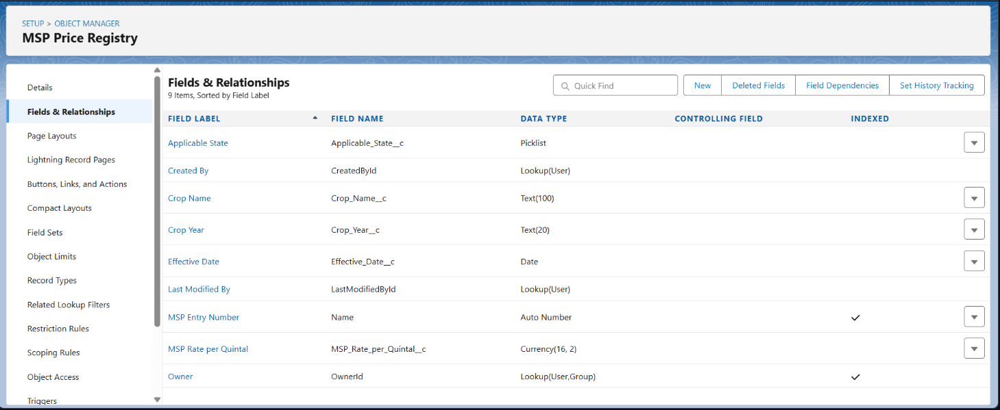 SETUP > OBJECT MANAGER
MSP Price Registry
Details
Fields & Relationships
Page Layouts
Lightning Record Pages
Buttons, Links, and Actions
Compact Layouts
Field Sets
Object Limits
Record Types
Related Lookup Filters
Restriction Rules
Scoping Rules
Object Access
Triggers
Fields & Relationships
9 Items, Sorted by Field Label
Quick Find
New Deleted Fields Field Dependencies Set History Tracking
FIELD LABEL FIELD NAME DATA TYPE CONTROLLING FIELD INDEXED
Applicable State Applicable_State__c Picklist
Created By CreatedById Lookup(User)
Crop Name Crop_Name__c Text(100)
Crop Year Crop_Year__c Text(20)
Effective Date Effective_Date__c Date
Last Modified By LastModifiedById Lookup(User)
MSP Entry Number Name Auto Number
MSP Rate per Quintal MSP_Rate_per_Quintal__c Currency(16, 2)
Owner OwnerId Lookup(User,Group)